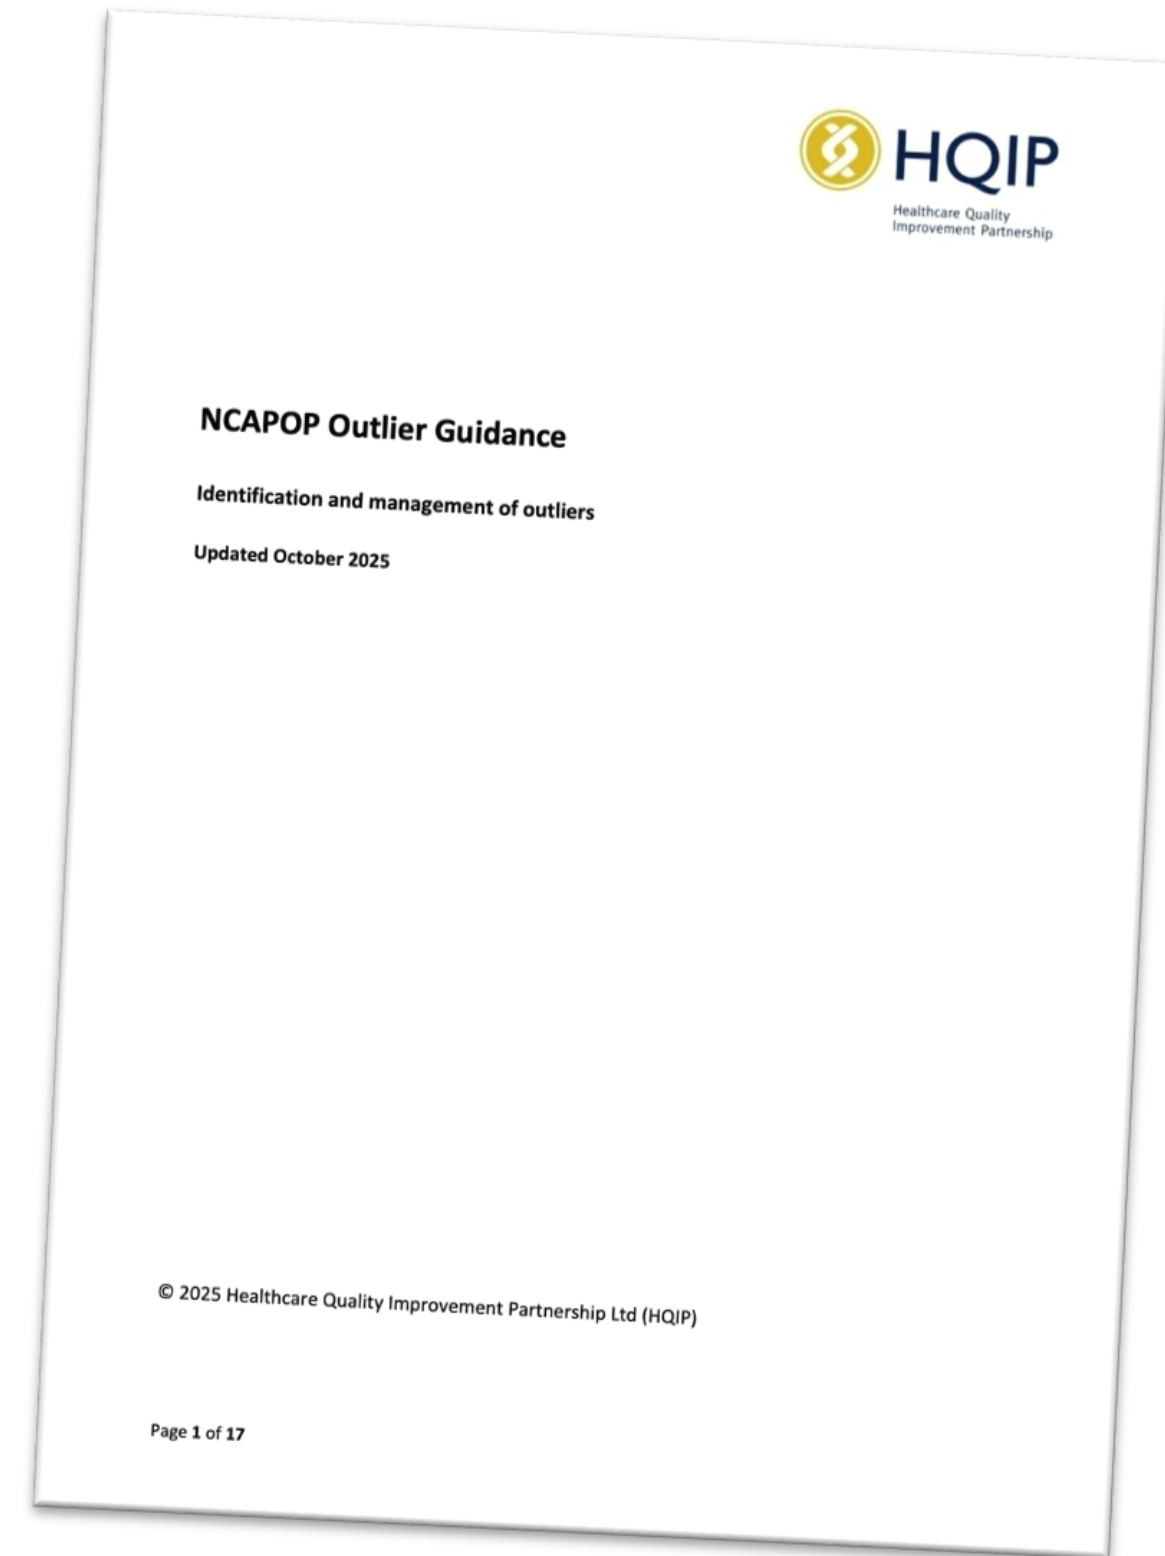 HQIP
Healthcare Quality
Improvement Partnership
NCAPOP Outlier Guidance
Identification and management of outliers
Updated October 2025
© 2025 Healthcare Quality Improvement Partnership Ltd (HQIP)
Page 1 of 17